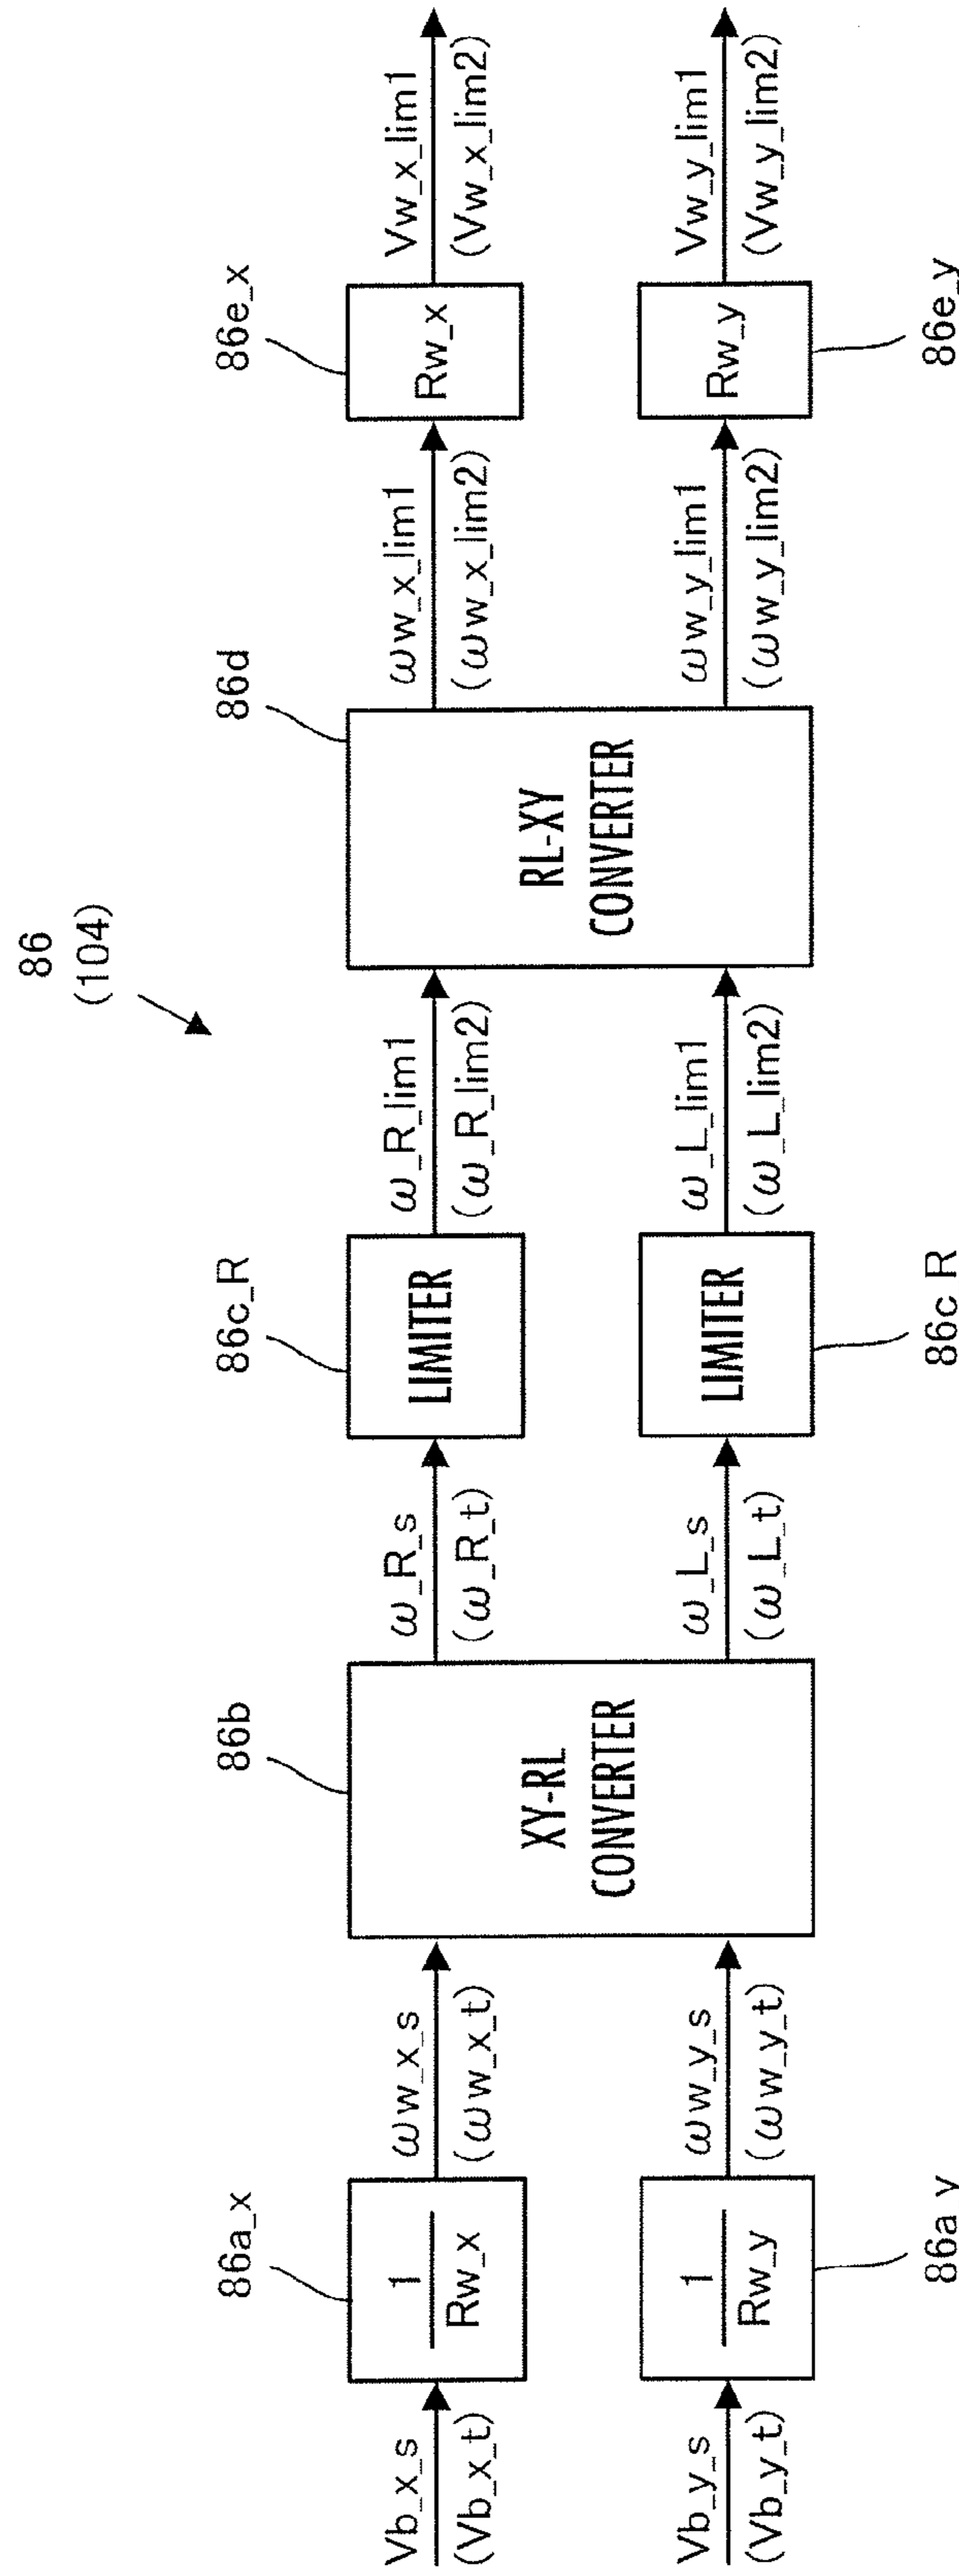 86
(104)
86a_x
86b
86c_R
86d
86e_x
Vb_x_s
(Vb_x_t)
1
Rw_x
ωw_x_s
(ωw_x_t)
XY-RL
CONVERTER
ω_R_s
(ω_R_t)
LIMITER
ω_R_lim1
(ω_R_lim2)
RL-XY
CONVERTER
ωw_x_lim1
(ωw_x_lim2)
Rw_x
Vw_x_lim1
(Vw_x_lim2)
Vb_y_s
(Vb_y_t)
1
Rw_y
ωw_y_s
(ωw_y_t)
ω_L_s
(ω_L_t)
LIMITER
ω_L_lim1
(ω_L_lim2)
ωw_y_lim1
(ωw_y_lim2)
Rw_y
Vw_y_lim1
(Vw_y_lim2)
86a_y
86c_R
86e_y